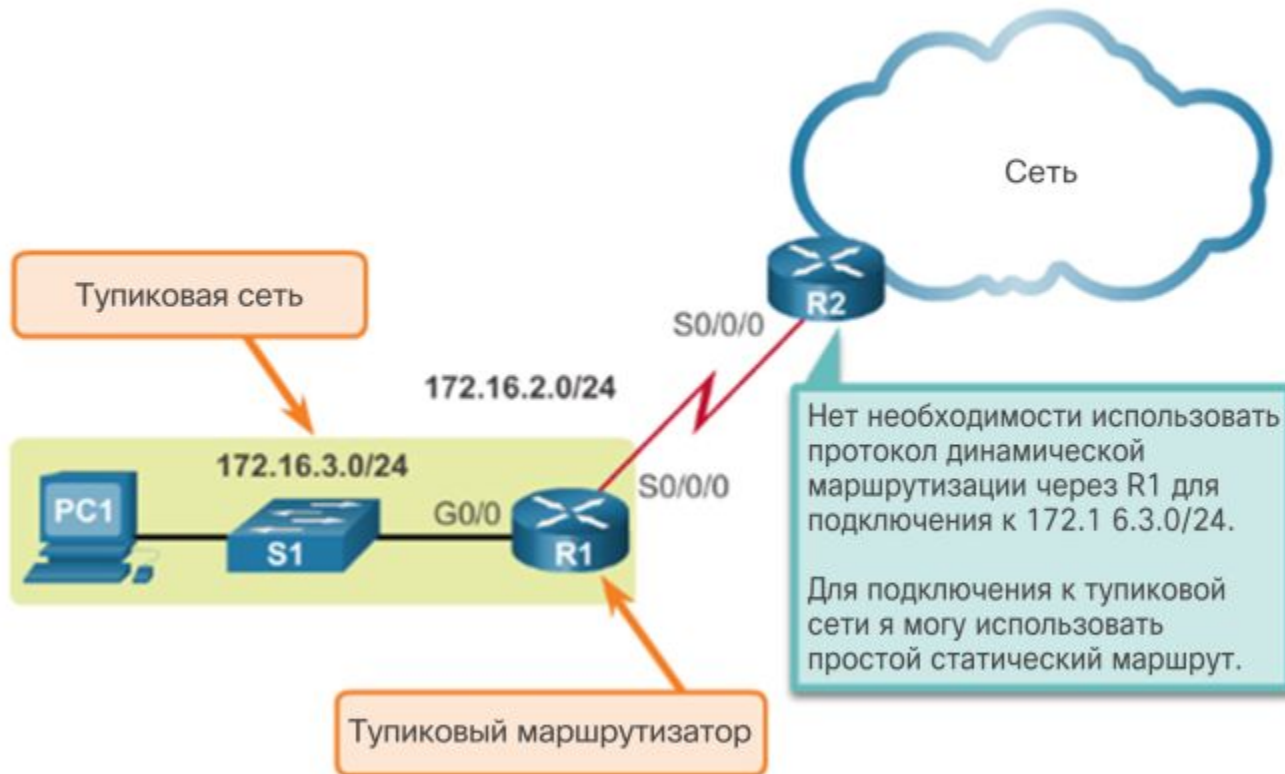 Сеть
R2
Тупиковая сеть
S0/0/0
172.16.2.0/24
Нет необходимости использовать
протокол динамической
маршрутизации через R1 для
подключения к 172.1 6.3.0/24.
Для подключения к тупиковой
сети я могу использовать
простой статический маршрут.
172.16.3.0/24
S0/0/0
PC1
G0/0
S1
R1
Тупиковый маршрутизатор